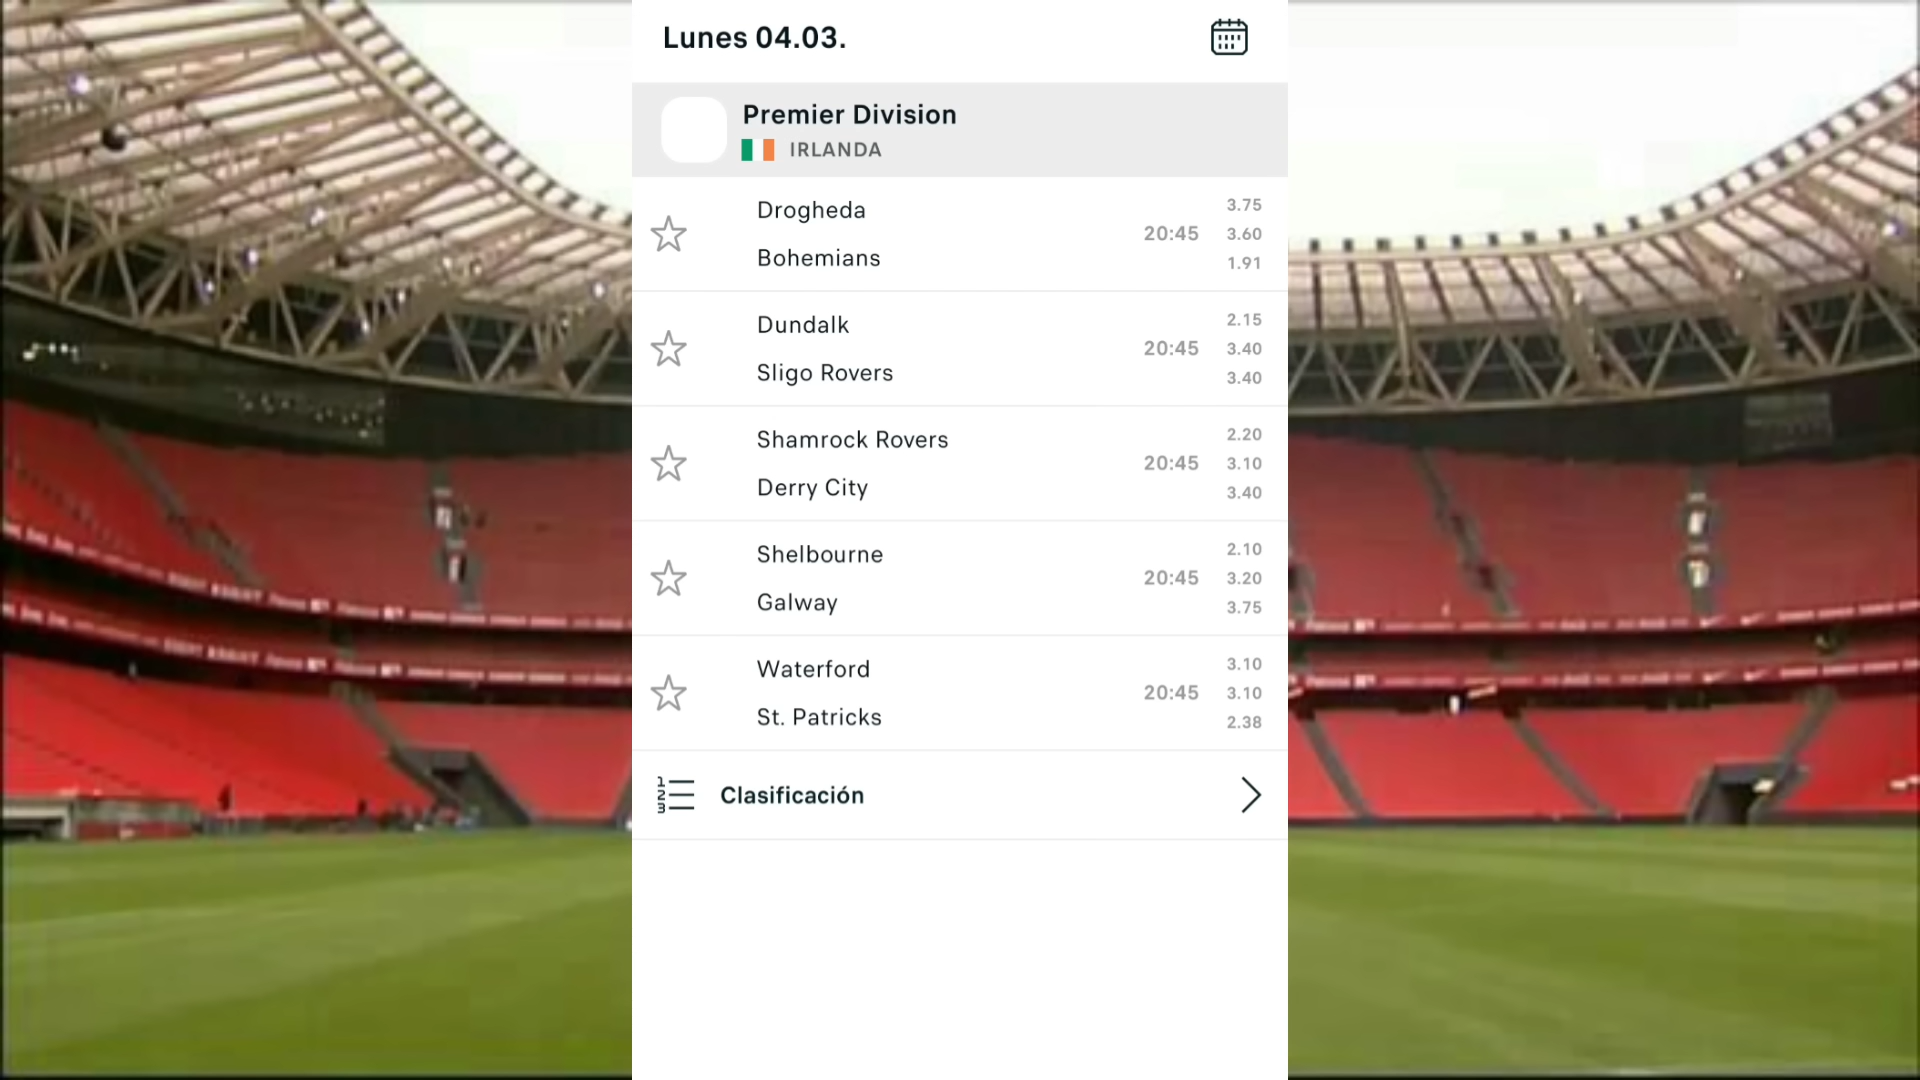 Lunes 04.03.
Premier Division
IRLANDA
Drogheda
Bohemians
20:45
3.75
3.60
1.91
Dundalk
Sligo Rovers
20:45
2.15
3.40
3.40
Shamrock Rovers
Derry City
20:45
2.20
3.10
3.40
Shelbourne
Galway
20:45
2.10
3.20
3.75
Waterford
St. Patricks
20:45
3.10
3.10
2.38
1
2
3
Clasificación